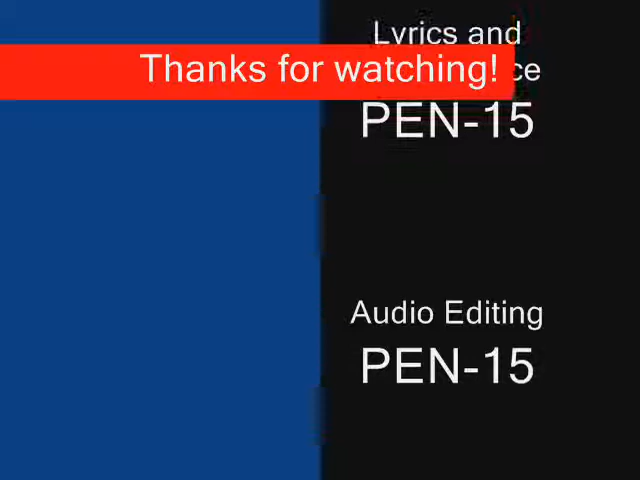 Lyrics and
Thanks for watching!
PEN-15
Audio Editing
PEN-15